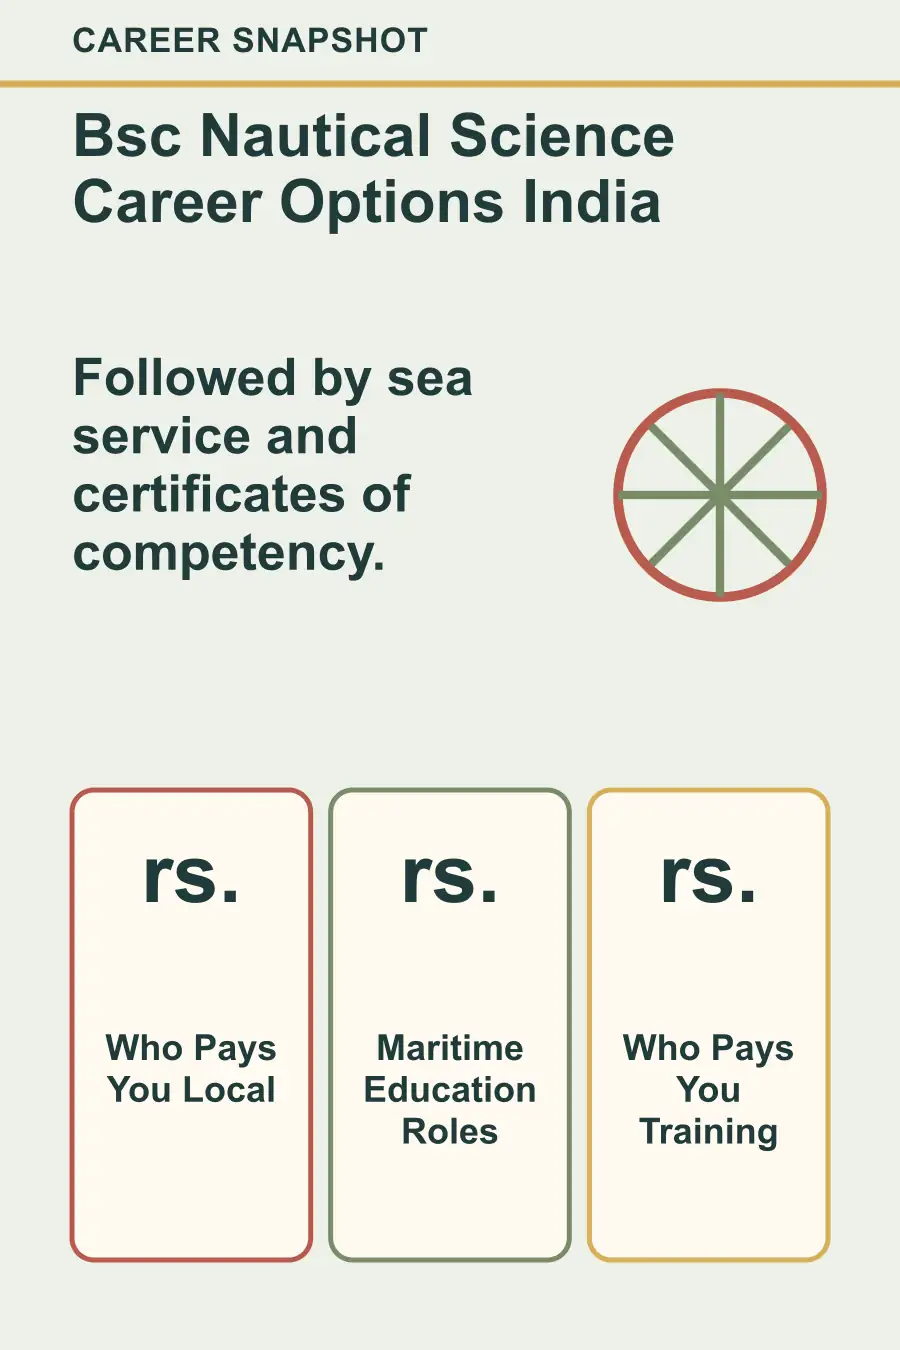 CAREER SNAPSHOT
Bsc Nautical Science
Career Options India
Followed by sea
service and
certificates of
competency.
rs.
Who Pays
You Local
rs.
Maritime
Education
Roles
rs.
Who Pays
You
Training